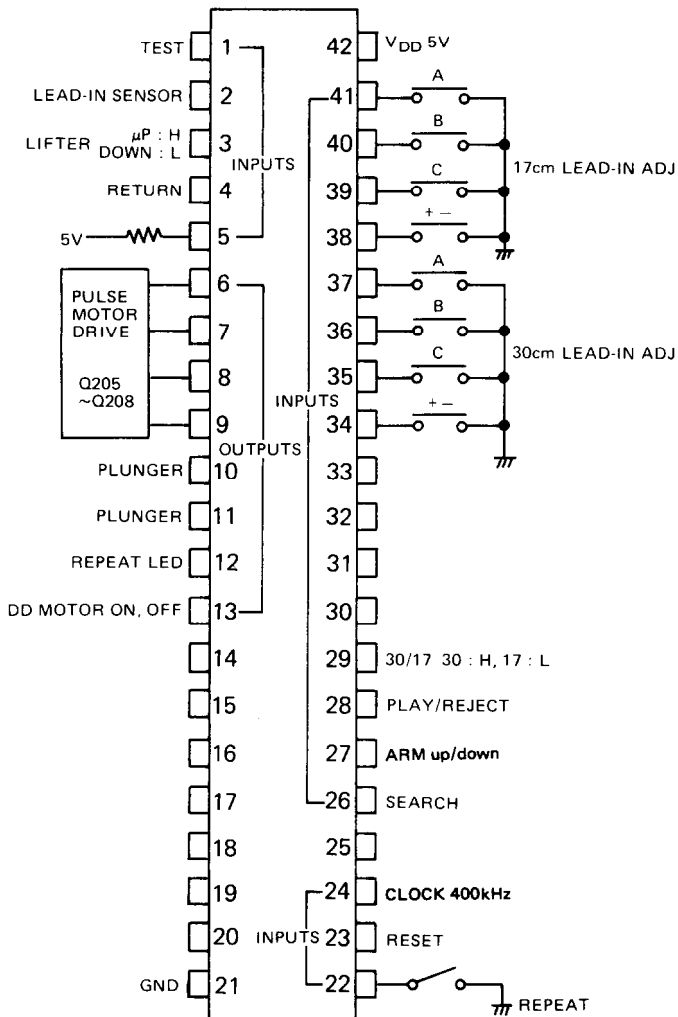 TEST 1 42 VDD 5V
LEAD-IN SENSOR 2 41 A
LIFTER μP : H DOWN : L 3 40 B
INPUTS
17cm LEAD-IN ADJ
RETURN 4 39 C
5V 5 38 + −
PULSE MOTOR DRIVE
6 37 A
7 36 B
30cm LEAD-IN ADJ
Q205 ~Q208
8 35 C
INPUTS
9 34 + −
OUTPUTS
PLUNGER 10 33
PLUNGER 11 32
REPEAT LED 12 31
DD MOTOR ON, OFF 13 30
14 29 30/17 30 : H, 17 : L
15 28 PLAY/REJECT
16 27 ARM up/down
17 26 SEARCH
18 25
19 24 CLOCK 400kHz
20 INPUTS 23 RESET
GND 21 22
REPEAT